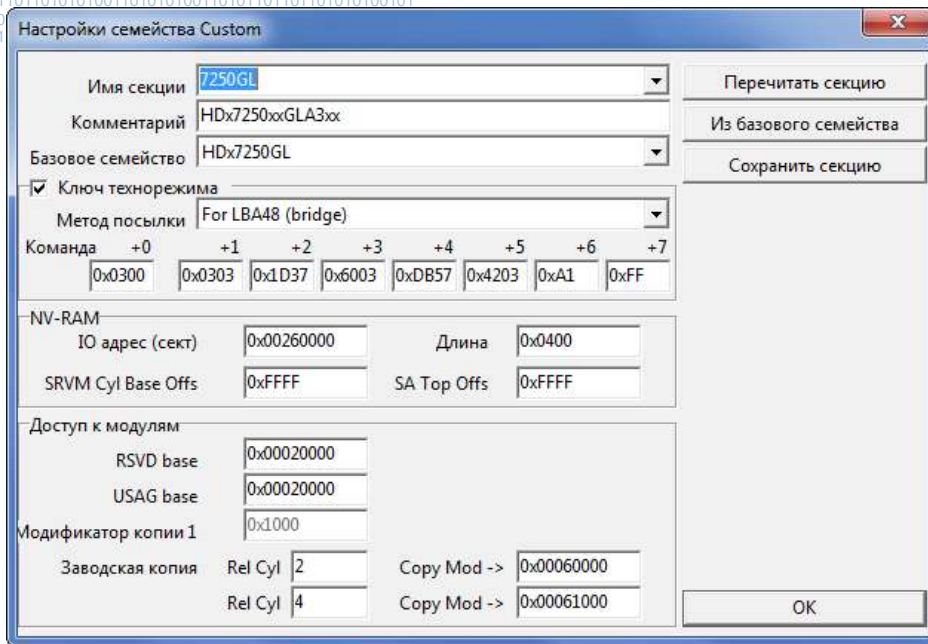 Настройки семейства Custom
Имя секции 7250GL
Перечитать секцию
Комментарий HDx7250xxGLA3xx
Из базового семейства
Базовое семейство HDx7250GL
Сохранить секцию
Ключ технорежима
Метод посылки For LBA48 (bridge)
Команда +0 +1 +2 +3 +4 +5 +6 +7
0x0300 0x0303 0x1D37 0x6003 0xDB57 0x4203 0xA1 0xFF
NV-RAM
IO адрес (сект) 0x00260000 Длина 0x0400
SRVM Cyl Base Offs 0xFFFF SA Top Offs 0xFFFF
Доступ к модулям
RSVD base 0x00020000
USAG base 0x00020000
Модификатор копии 1 0x1000
Заводская копия Rel Cyl 2 Copy Mod -> 0x00060000
Rel Cyl 4 Copy Mod -> 0x00061000
OK